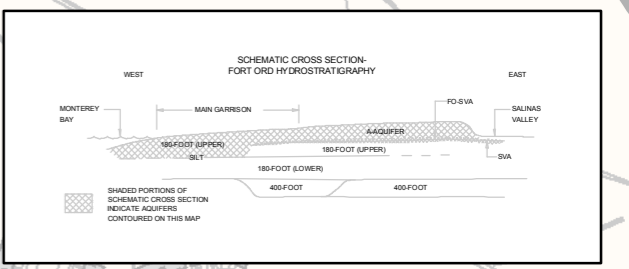 SCHEMATIC CROSS SECTION-
FORT ORD HYDROSTRATIGRAPHY
WEST
EAST
MONTEREY
BAY
MAIN GARRISON
FO-SVA
SALINAS
VALLEY
A-AQUIFER
180-FOOT (UPPER)
180-FOOT (UPPER)
SILT
SVA
180-FOOT (LOWER)
400-FOOT
400-FOOT
SHADED PORTIONS OF
SCHEMATIC CROSS SECTION
INDICATE AQUIFERS
CONTOURED ON THIS MAP